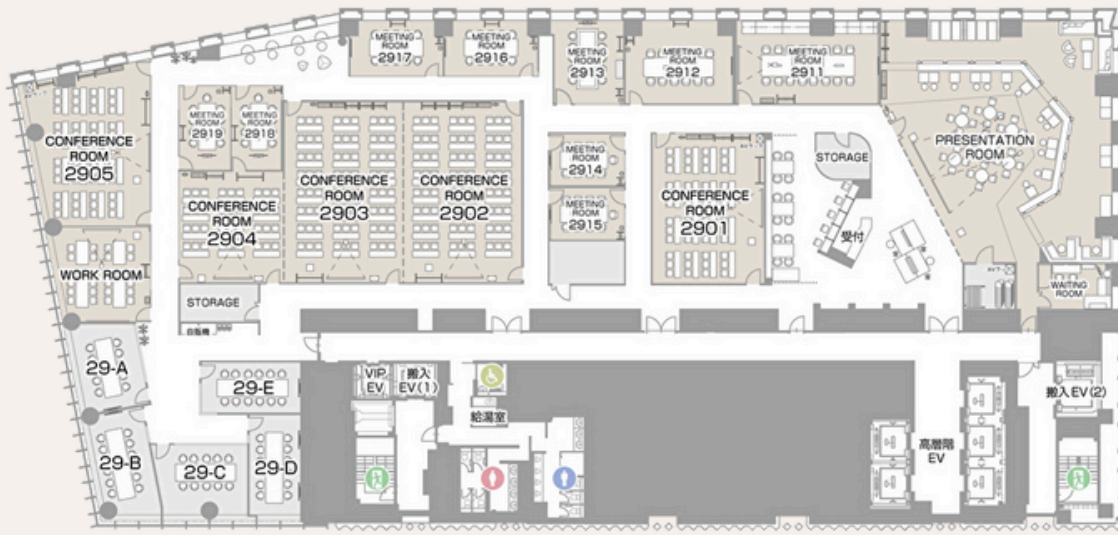 MEETING
ROOM
2917
MEETING
ROOM
2916
MEETING
ROOM
2913
MEETING
ROOM
2912
MEETING
ROOM
2911
MEETING
ROOM
2919
MEETING
ROOM
2918
CONFERENCE
ROOM
2905
CONFERENCE
ROOM
2904
CONFERENCE
ROOM
2903
CONFERENCE
ROOM
2902
MEETING
ROOM
2914
MEETING
ROOM
2915
CONFERENCE
ROOM
2901
STORAGE
受付
PRESENTATION
ROOM
WAITING
ROOM
WORK ROOM
STORAGE
自販機
29-A
29-B
29-C
29-D
29-E
VIP
EV
搬入
EV(1)
給湯室
高層階
EV
搬入EV(2)